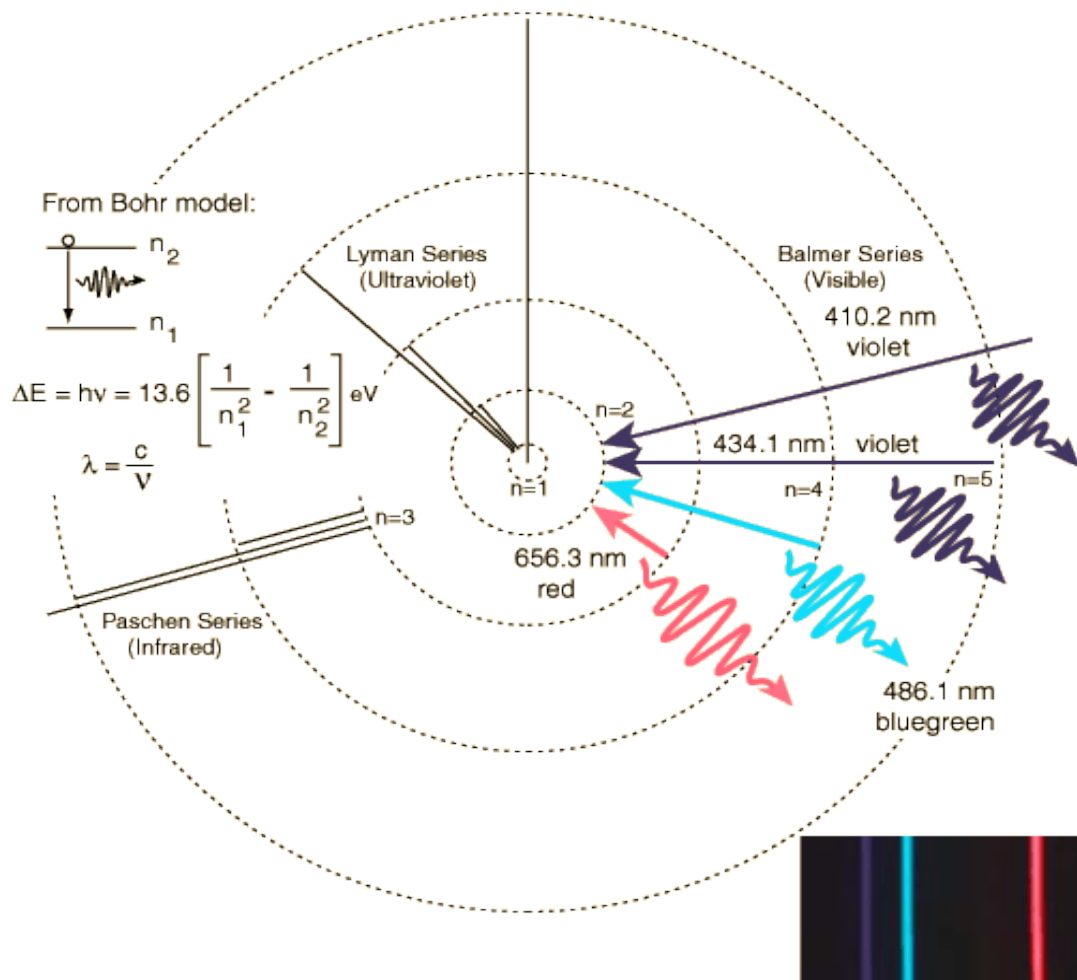 From Bohr model:
n₂
n₁
ΔE = hν = 13.6 [ 1/n₁² - 1/n₂² ] eV
λ = c/ν
Lyman Series
(Ultraviolet)
Balmer Series
(Visible)
410.2 nm
violet
n=2
434.1 nm violet
n=1
n=4
n=5
n=3
656.3 nm
red
Paschen Series
(Infrared)
486.1 nm
bluegreen